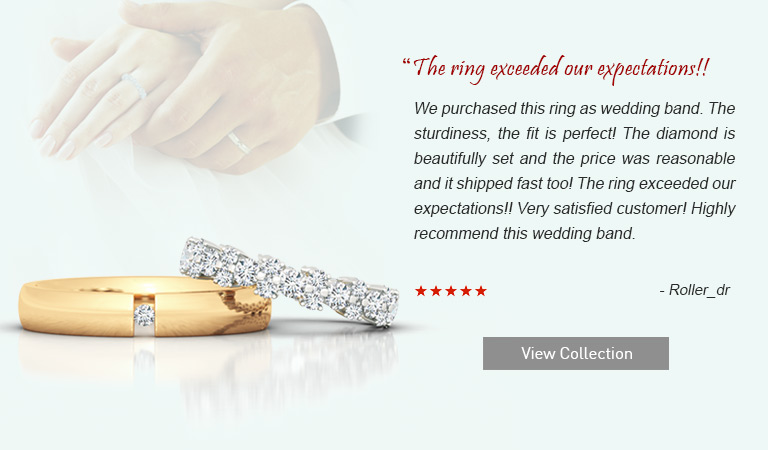 “The ring exceeded our expectations!!
We purchased this ring as wedding band. The
sturdiness, the fit is perfect! The diamond is
beautifully set and the price was reasonable
and it shipped fast too! The ring exceeded our
expectations!! Very satisfied customer! Highly
recommend this wedding band.
★★★★★ - Roller_dr
View Collection